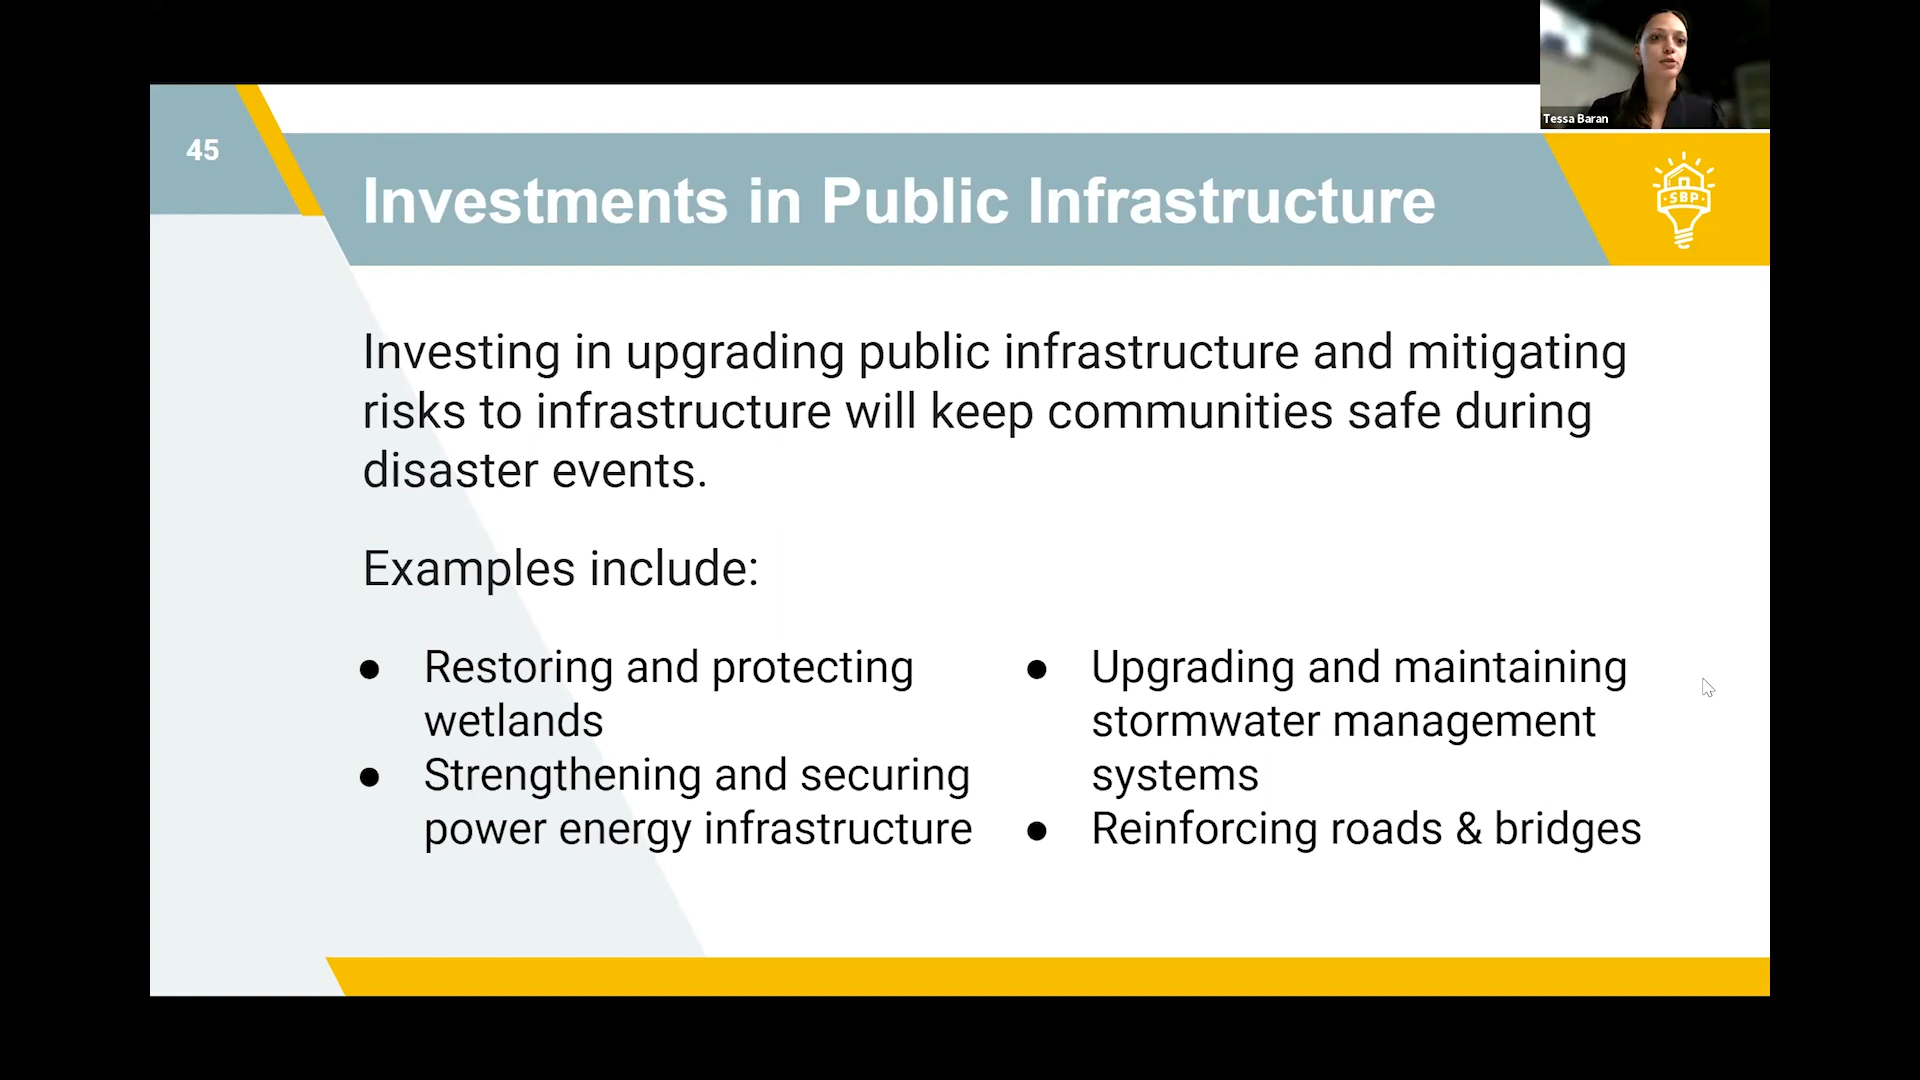 Tessa Baran
45
Investments in Public Infrastructure
SBP
Investing in upgrading public infrastructure and mitigating
risks to infrastructure will keep communities safe during
disaster events.
Examples include:
● Restoring and protecting
wetlands
● Strengthening and securing
power energy infrastructure
● Upgrading and maintaining
stormwater management
systems
● Reinforcing roads & bridges